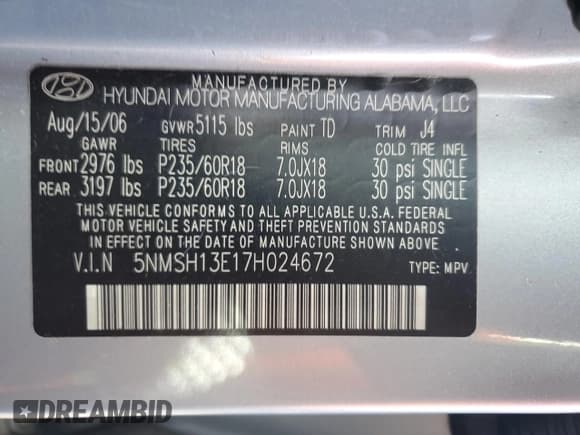 MANUFACTURED BY
HYUNDAI MOTOR MANUFACTURING ALABAMA, LLC
Aug/15/06 GVWR 5115 lbs PAINT TD TRIM J4
GAWR TIRES RIMS COLD TIRE INFL
FRONT 2976 lbs P235/60R18 7.0JX18 30 psi SINGLE
REAR 3197 lbs P235/60R18 7.0JX18 30 psi SINGLE
THIS VEHICLE CONFORMS TO ALL APPLICABLE U.S.A. FEDERAL
MOTOR VEHICLE SAFETY AND THEFT PREVENTION STANDARDS
IN EFFECT ON THE DATE OF MANUFACTURE SHOWN ABOVE.
V.I.N 5NMSH13E17H024672 TYPE: MPV
DREAMBID